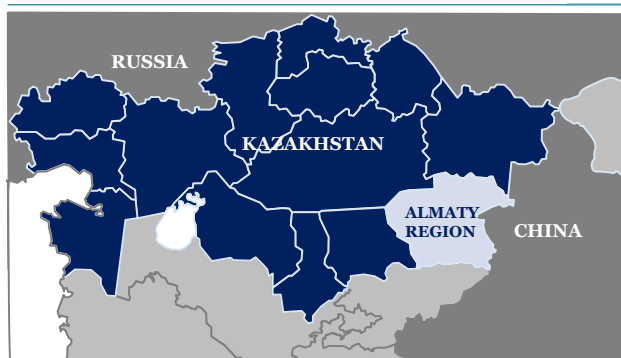 RUSSIA
KAZAKHSTAN
ALMATY
REGION
CHINA